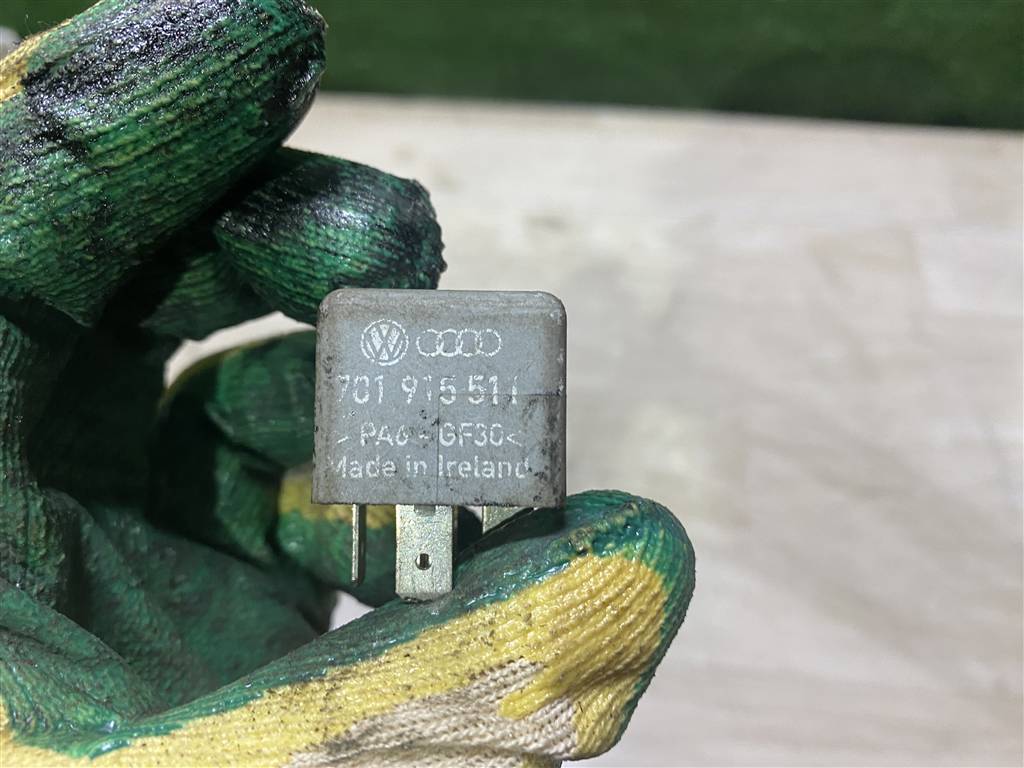 701 915 511
> PA6 - GF30<
Made in Ireland